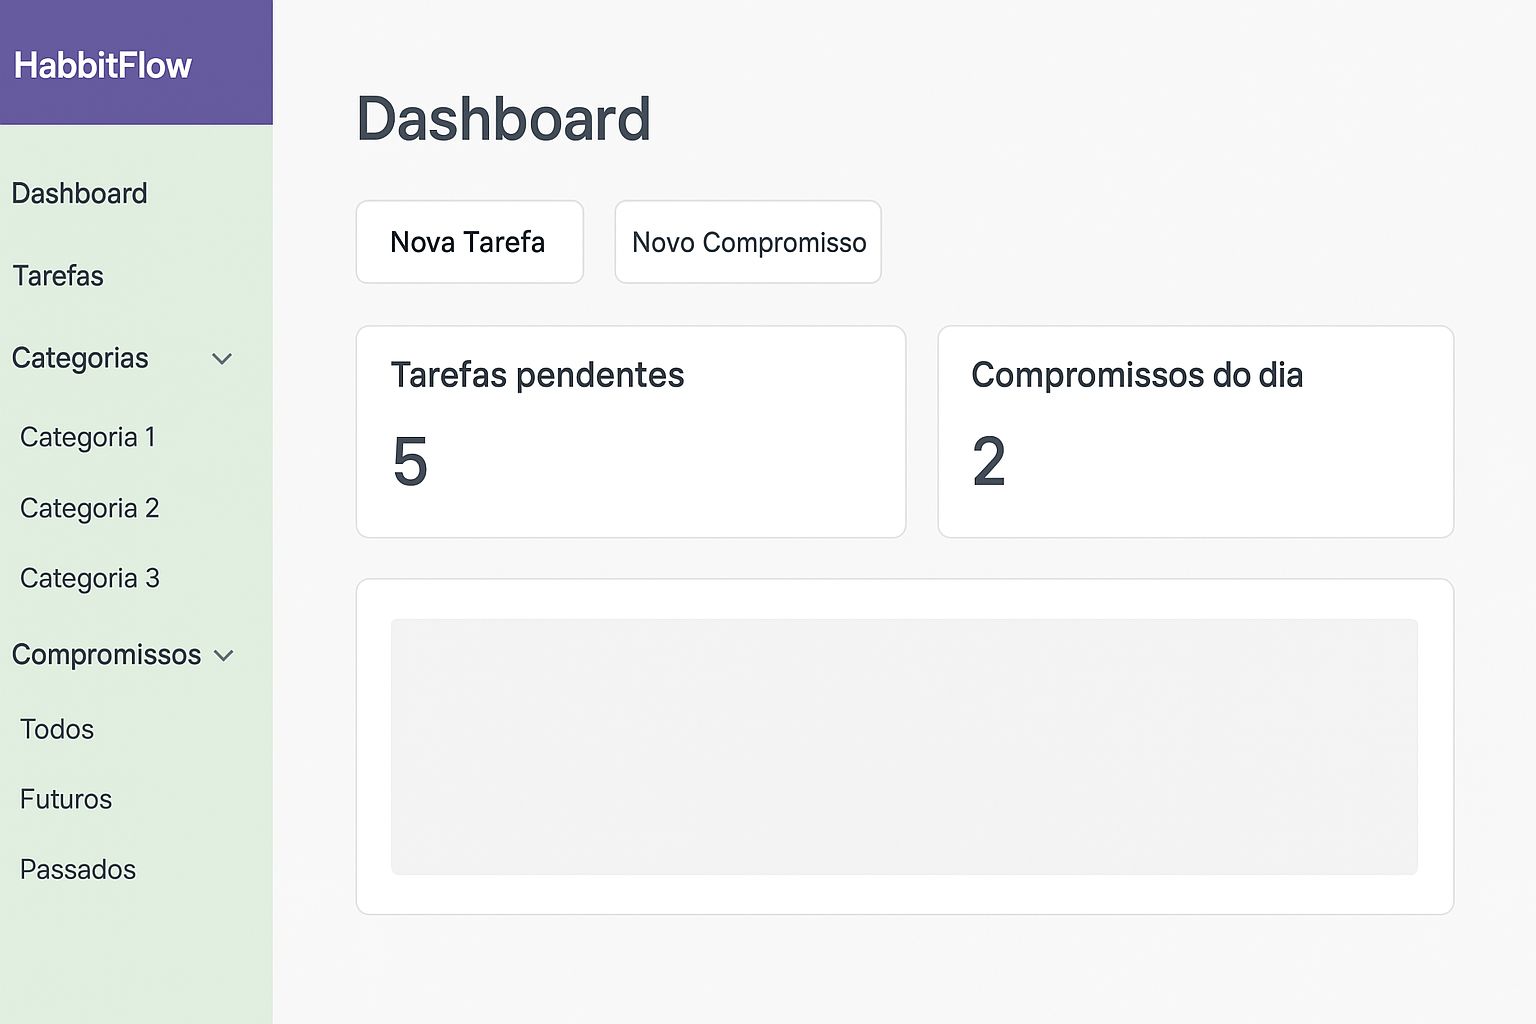 HabbitFlow
Dashboard
Tarefas
Categorias
Categoria 1
Categoria 2
Categoria 3
Compromissos
Todos
Futuros
Passados
Dashboard
Nova Tarefa
Novo Compromisso
Tarefas pendentes
5
Compromissos do dia
2